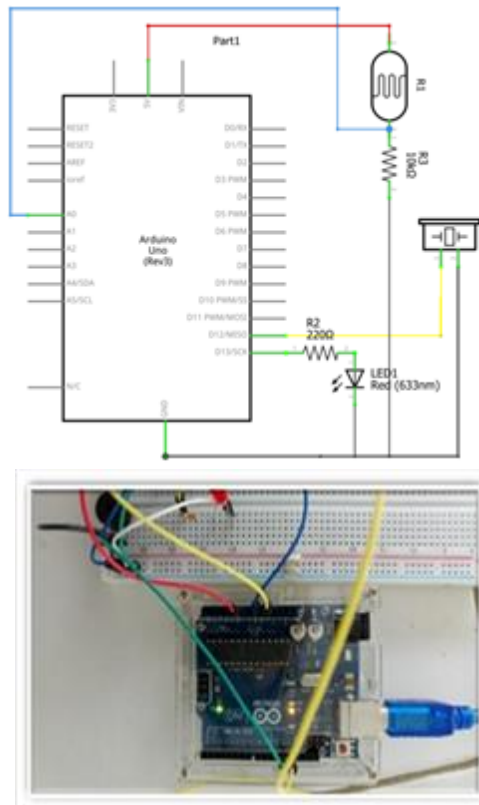 Part1
3V3
5V
VIN
RESET
RESET2
AREF
ioref
A0
A1
A2
A3
A4/SDA
A5/SCL
N/C
D0/RX
D1/TX
D2
D3 PWM
D4
D5 PWM
D6 PWM
D7
D8
D9 PWM
D10 PWM/SS
D11 PWM/MOSI
D12/MISO
D13/SCK
Arduino
Uno
(Rev3)
GND
R1
R3
10kΩ
R2
220Ω
LED1
Red (633nm)